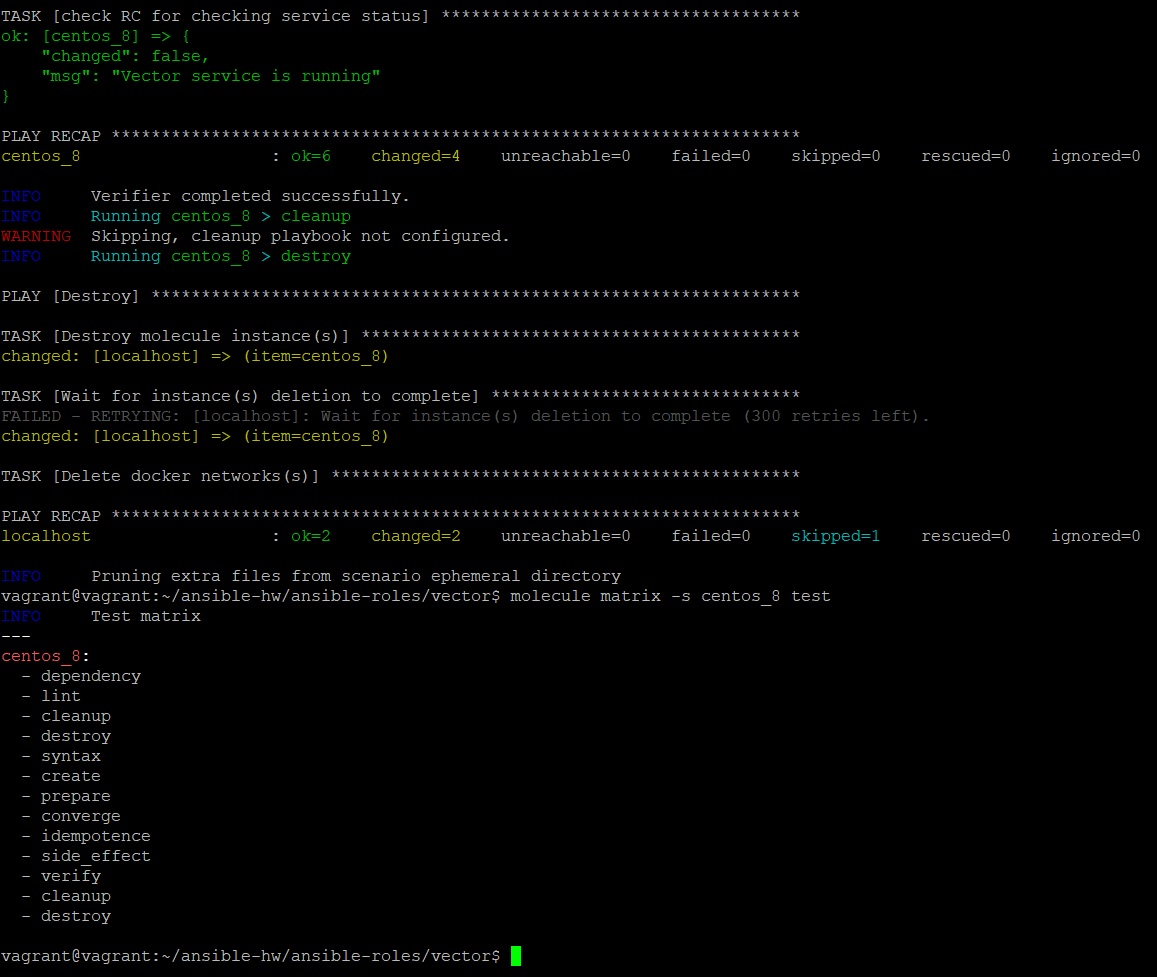 TASK [check RC for checking service status] ************************************
ok: [centos_8] => {
    "changed": false,
    "msg": "Vector service is running"
}
PLAY RECAP *********************************************************************
centos_8                   : ok=6    changed=4    unreachable=0    failed=0    skipped=0    rescued=0    ignored=0
INFO     Verifier completed successfully.
INFO     Running centos_8 > cleanup
WARNING  Skipping, cleanup playbook not configured.
INFO     Running centos_8 > destroy
PLAY [Destroy] *****************************************************************
TASK [Destroy molecule instance(s)] ********************************************
changed: [localhost] => (item=centos_8)
TASK [Wait for instance(s) deletion to complete] *******************************
FAILED - RETRYING: [localhost]: Wait for instance(s) deletion to complete (300 retries left).
changed: [localhost] => (item=centos_8)
TASK [Delete docker networks(s)] ***********************************************
PLAY RECAP *********************************************************************
localhost                  : ok=2    changed=2    unreachable=0    failed=0    skipped=1    rescued=0    ignored=0
INFO     Pruning extra files from scenario ephemeral directory
vagrant@vagrant:~/ansible-hw/ansible-roles/vector$ molecule matrix -s centos_8 test
INFO     Test matrix
---
centos_8:
  - dependency
  - lint
  - cleanup
  - destroy
  - syntax
  - create
  - prepare
  - converge
  - idempotence
  - side_effect
  - verify
  - cleanup
  - destroy
vagrant@vagrant:~/ansible-hw/ansible-roles/vector$